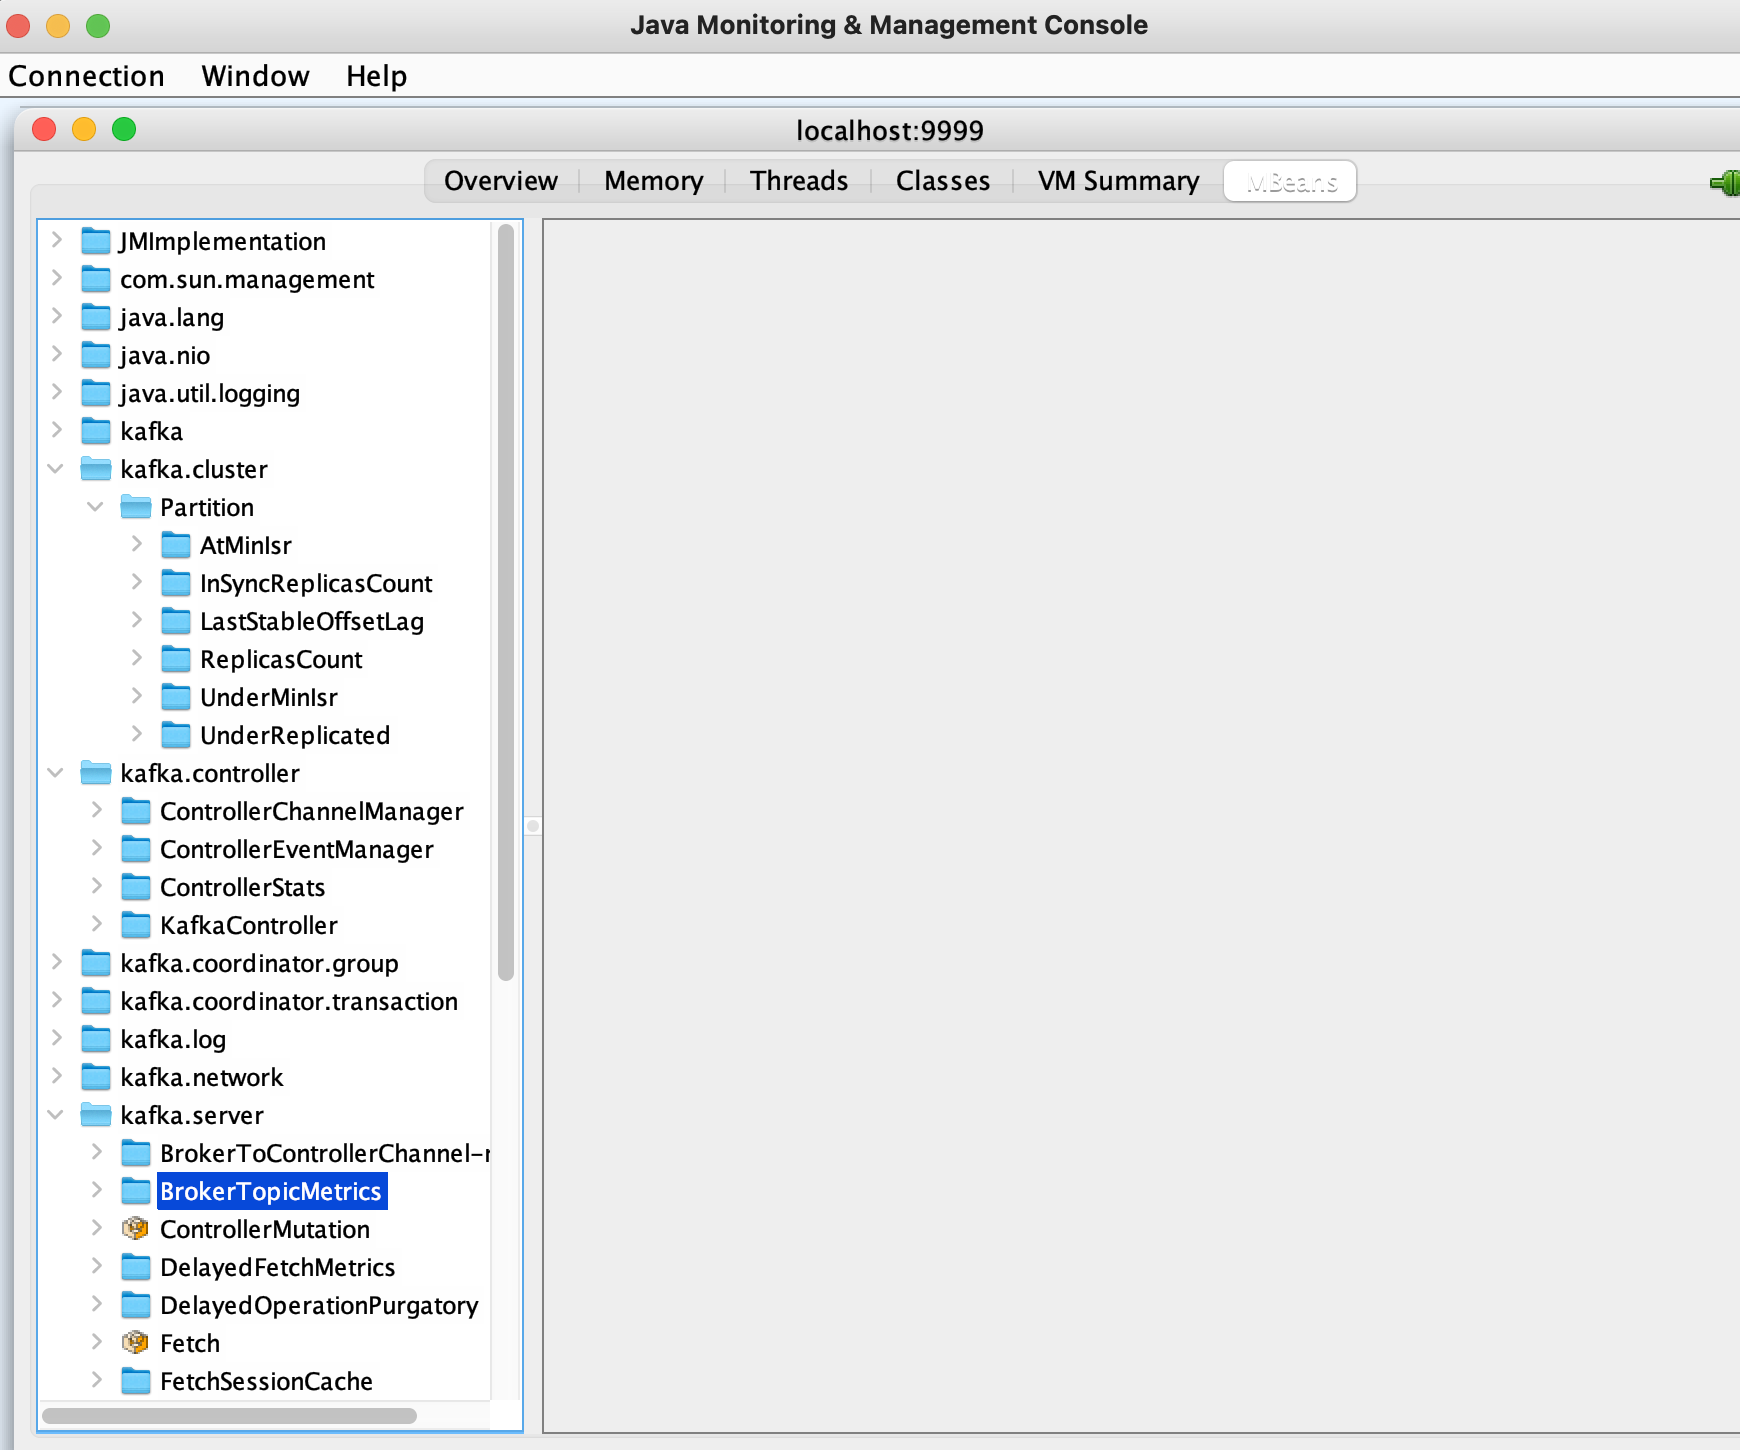 Java Monitoring & Management Console
Connection Window Help
localhost:9999
Overview Memory Threads Classes VM Summary MBeans
JMImplementation
com.sun.management
java.lang
java.nio
java.util.logging
kafka
kafka.cluster
Partition
AtMinIsr
InSyncReplicasCount
LastStableOffsetLag
ReplicasCount
UnderMinIsr
UnderReplicated
kafka.controller
ControllerChannelManager
ControllerEventManager
ControllerStats
KafkaController
kafka.coordinator.group
kafka.coordinator.transaction
kafka.log
kafka.network
kafka.server
BrokerToControllerChannel-
BrokerTopicMetrics
ControllerMutation
DelayedFetchMetrics
DelayedOperationPurgatory
Fetch
FetchSessionCache